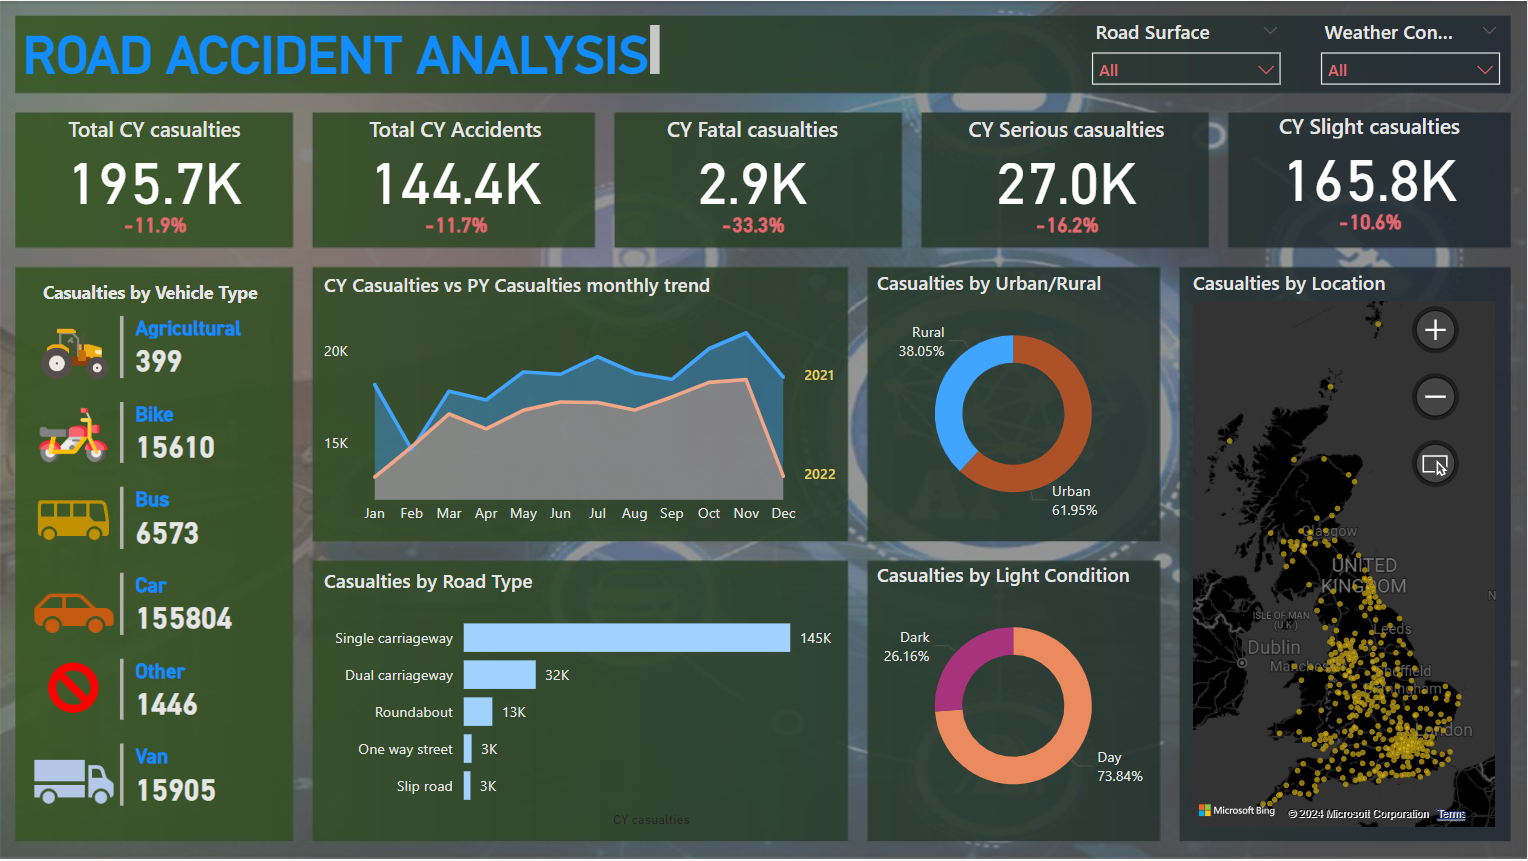 ROAD ACCIDENT ANALYSIS
Road Surface
All
Weather Con...
All
Total CY casualties
195.7K
-11.9%
Total CY Accidents
144.4K
-11.7%
CY Fatal casualties
2.9K
-33.3%
CY Serious casualties
27.0K
-16.2%
CY Slight casualties
165.8K
-10.6%
Casualties by Vehicle Type
Agricultural
399
Bike
15610
Bus
6573
Car
155804
Other
1446
Van
15905
CY Casualties vs PY Casualties monthly trend
20K
15K
2021
2022
Jan Feb Mar Apr May Jun Jul Aug Sep Oct Nov Dec
Casualties by Road Type
Single carriageway 145K
Dual carriageway 32K
Roundabout 13K
One way street 3K
Slip road 3K
CY casualties
Casualties by Urban/Rural
Rural
38.05%
Urban
61.95%
Casualties by Light Condition
Dark
26.16%
Day
73.84%
Casualties by Location
Glasgow
UNITED
KINGDOM
N
ISLE OF MAN
(U.K.)
Leeds
Dublin
Manches
Sheffield
ngham
London
Microsoft Bing
© 2024 Microsoft Corporation Terms